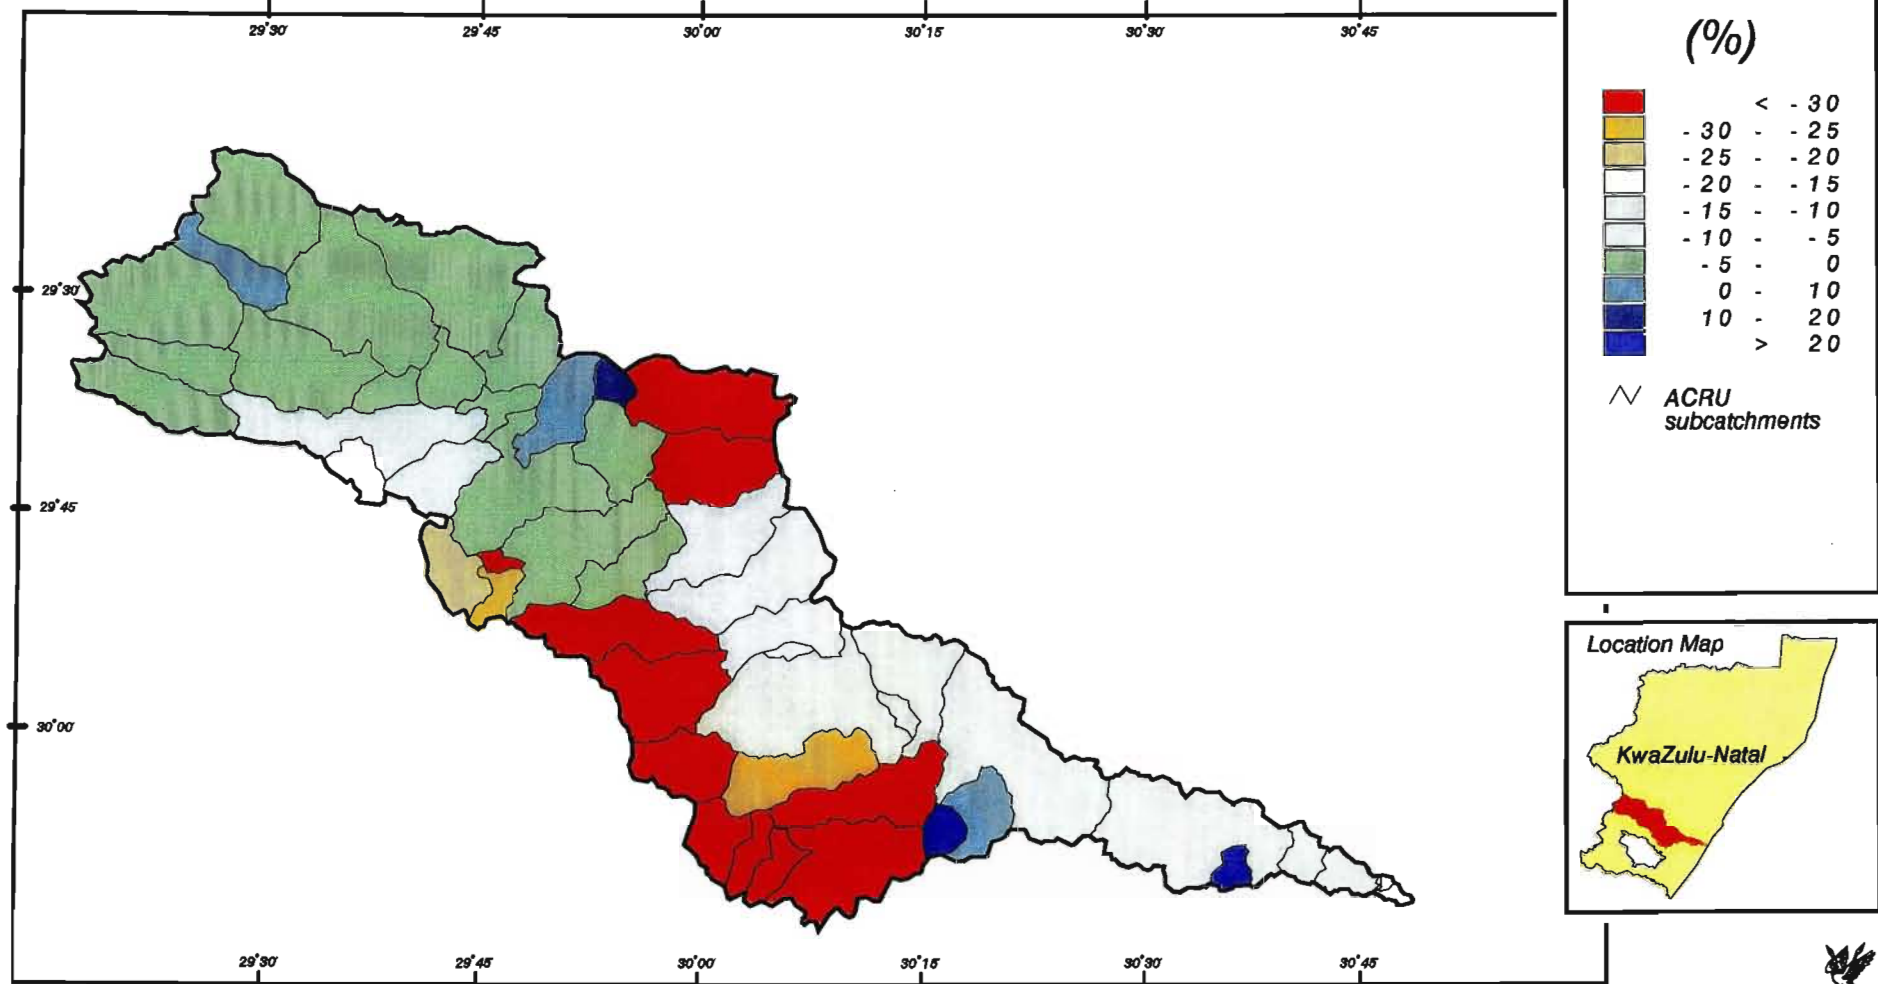 29°30'
29°45'
30°00'
30°15'
30°30'
30°45'
(%)
< - 30
- 30 - - 25
- 25 - - 20
- 20 - - 15
- 15 - - 10
- 10 - - 5
- 5 - 0
0 - 10
10 - 20
> 20
ACRU
subcatchments
29°30'
29°45'
30°00'
Location Map
KwaZulu-Natal
29°30'
29°45'
30°00'
30°15'
30°30'
30°45'